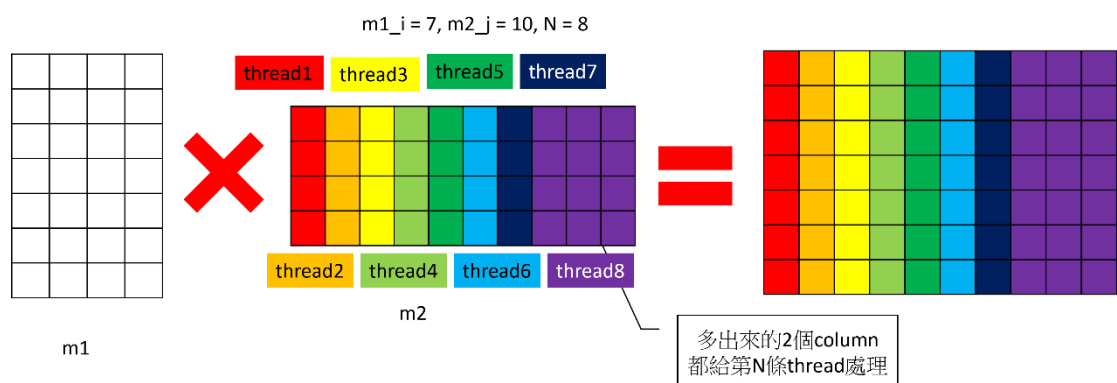 m1_i = 7, m2_j = 10, N = 8
thread1 thread3 thread5 thread7
thread2 thread4 thread6 thread8
m2
m1
多出來的2個column
都給第N條thread處理